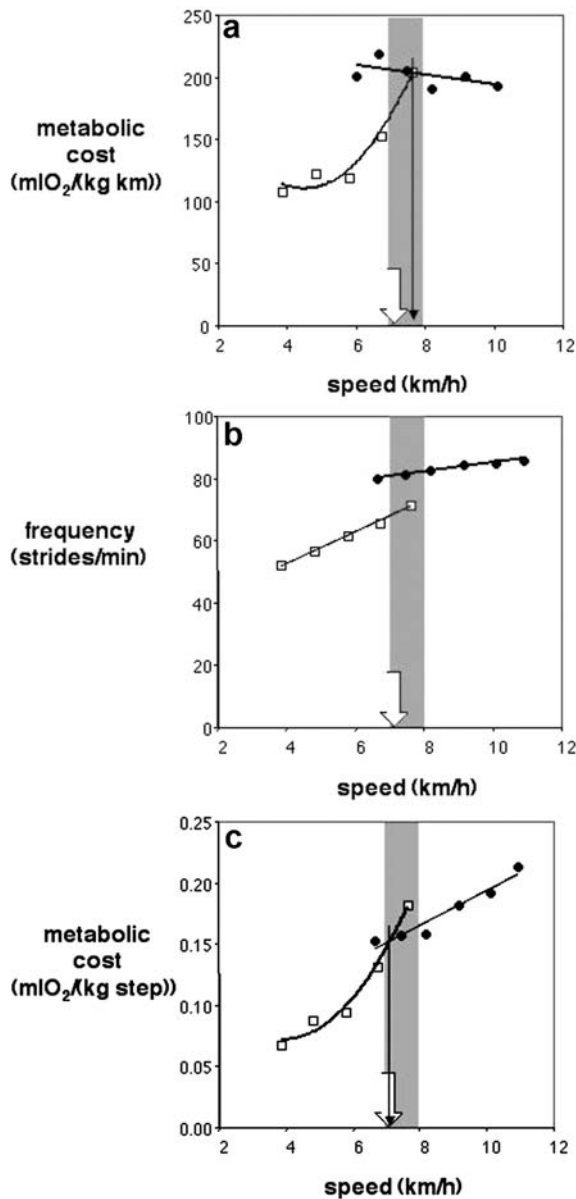 a
250
200
150
100
50
0
metabolic
cost
(mlO₂/(kg km))
2 4 6 8 10 12
speed (km/h)
b
100
80
60
40
20
0
frequency
(strides/min)
2 4 6 8 10 12
speed (km/h)
c
0.25
0.20
0.15
0.10
0.05
0.00
metabolic
cost
(mlO₂/(kg step))
2 4 6 8 10 12
speed (km/h)